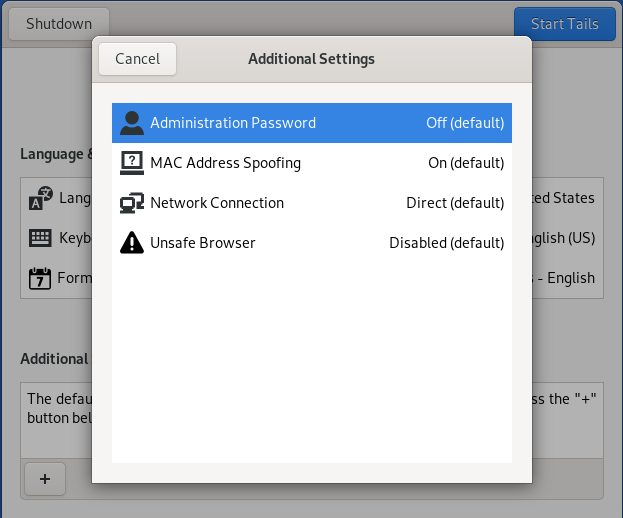 Shutdown
Start Tails
Cancel
Additional Settings
Administration Password Off (default)
MAC Address Spoofing On (default)
Network Connection Direct (default)
Unsafe Browser Disabled (default)
Language &
Lang
ed States
Keyb
glish (US)
Form
- English
Additional
The defau
ss the "+"
button bel
+
7
?